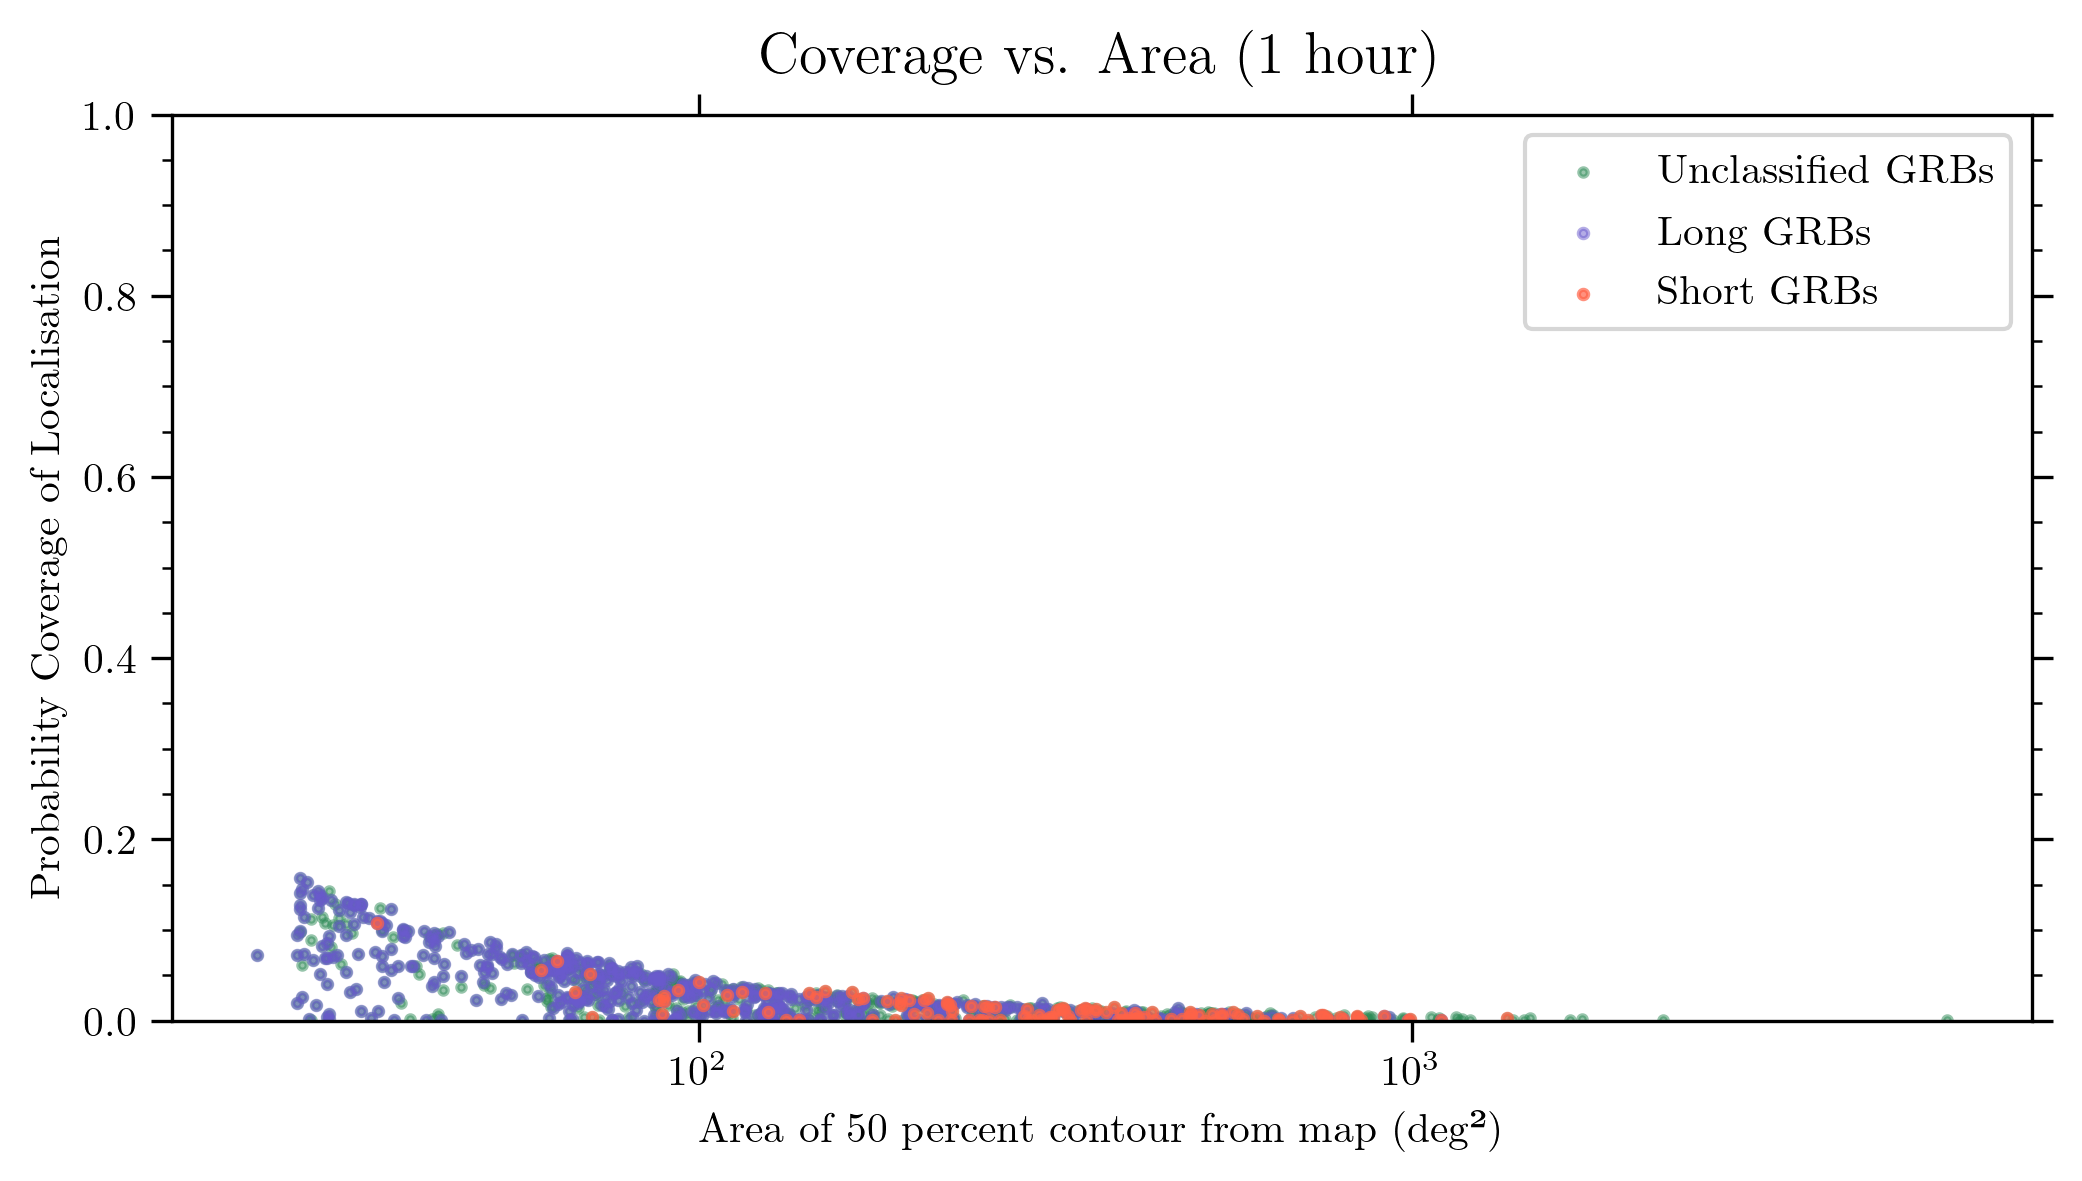 Coverage vs. Area (1 hour)
Unclassified GRBs
Long GRBs
Short GRBs
Probability Coverage of Localisation
1.0
0.8
0.6
0.4
0.2
0.0
10²
10³
Area of 50 percent contour from map (deg²)